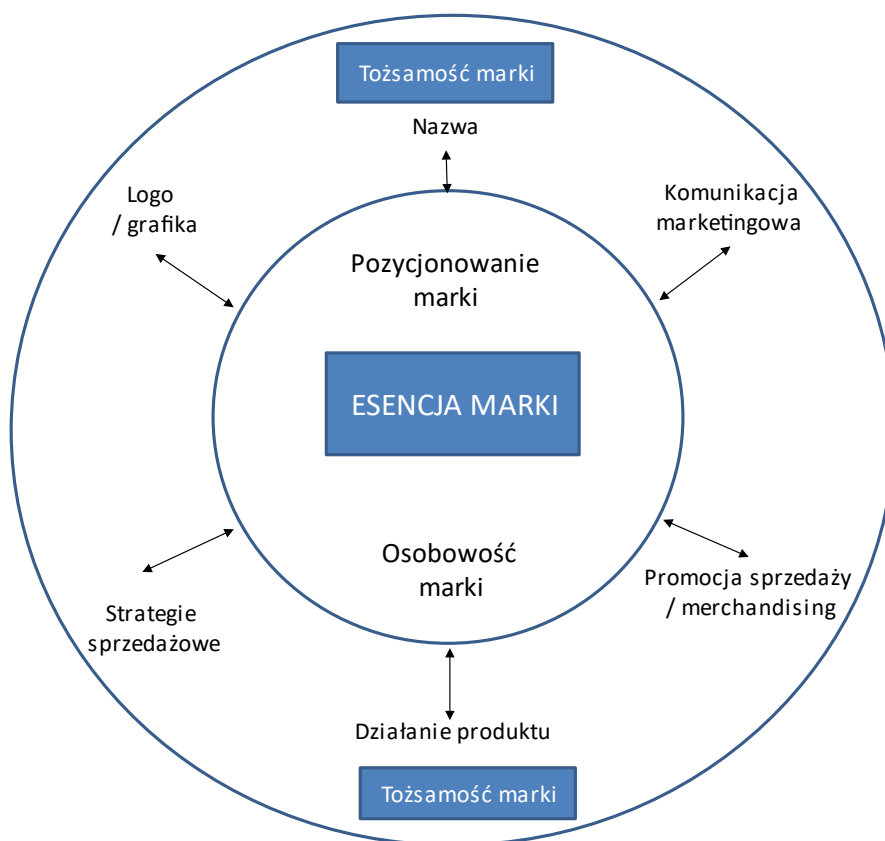 Tożsamość marki
Nazwa
Logo
/ grafika
Komunikacja
marketingowa
Pozycjonowanie
marki
ESENCJA MARKI
Osobowość
marki
Strategie
sprzedażowe
Promocja sprzedaży
/ merchandising
Działanie produktu
Tożsamość marki